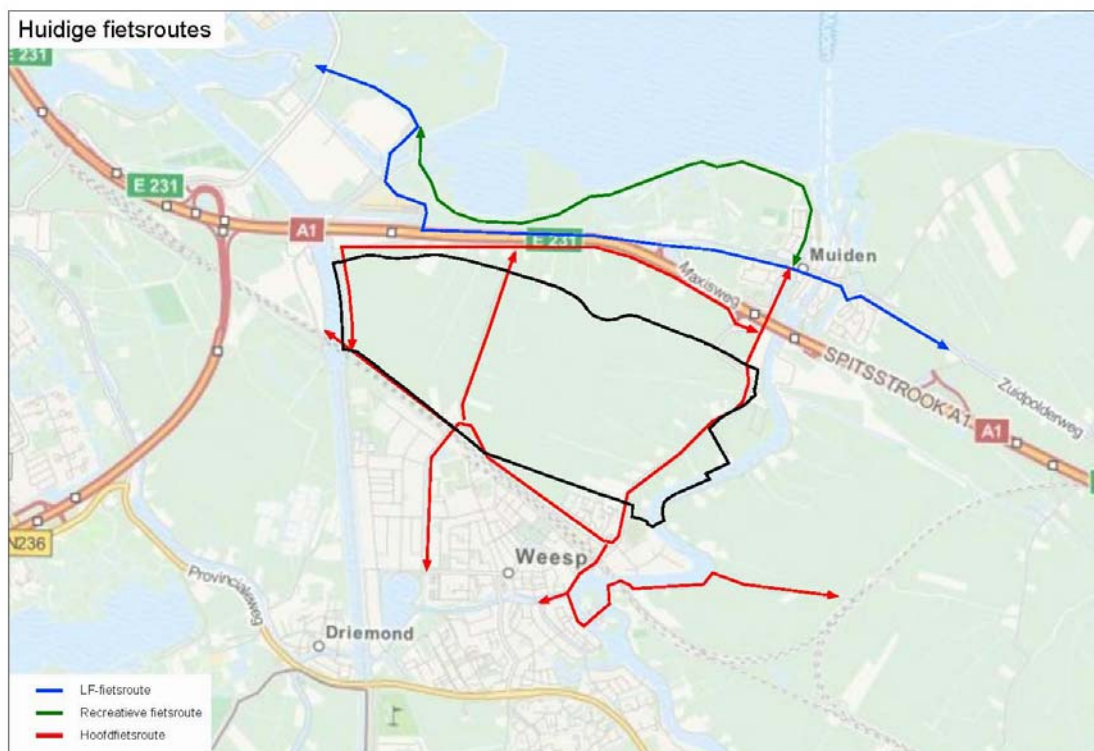 Huidige fietsroutes
E 231
E 231
A1
E 231
Muiden
Maxisweg
SPITSSTROOK A1
Zuidpolderweg
A1
N236
Provincialeweg
Weesp
Driemond
LF-fietsroute
Recreatieve fietsroute
Hoofdfietsroute